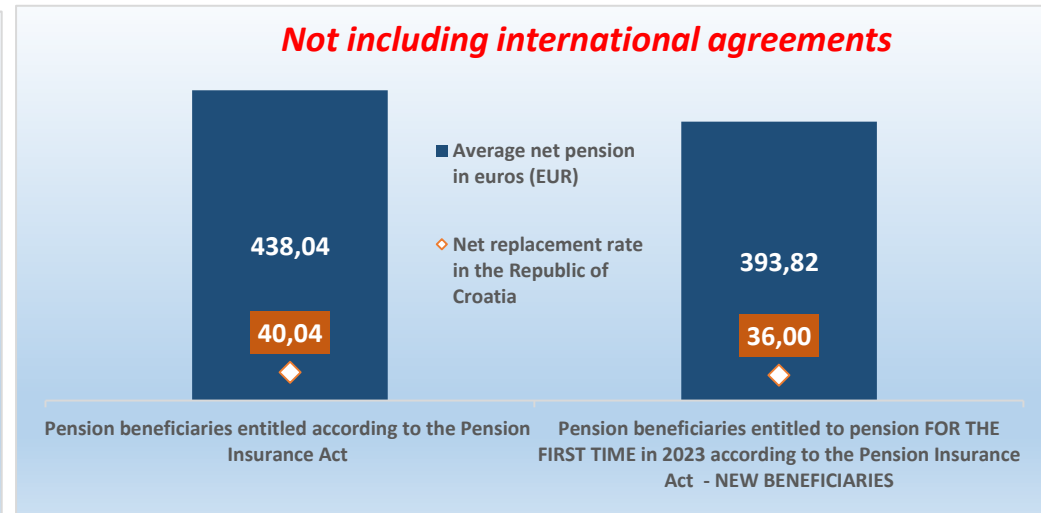 Not including international agreements
Average net pension
in euros (EUR)
438,04
Net replacement rate
in the Republic of
Croatia
393,82
40,04
36,00
Pension beneficiaries entitled according to the Pension
Insurance Act
Pension beneficiaries entitled to pension FOR THE
FIRST TIME in 2023 according to the Pension Insurance
Act - NEW BENEFICIARIES